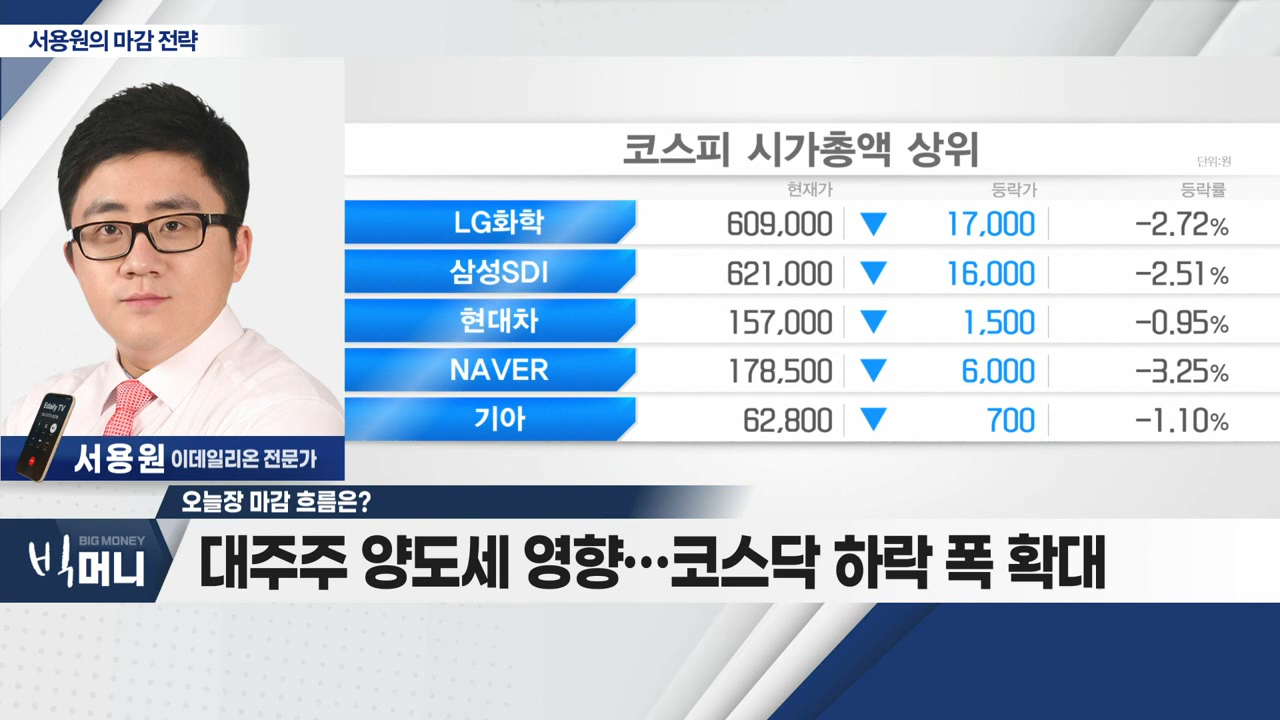 서용원의 마감 전략
코스피 시가총액 상위
단위:원
현재가 등락가 등락률
LG화학 609,000 ▼ 17,000 -2.72%
삼성SDI 621,000 ▼ 16,000 -2.51%
현대차 157,000 ▼ 1,500 -0.95%
NAVER 178,500 ▼ 6,000 -3.25%
기아 62,800 ▼ 700 -1.10%
Edaily TV
서용원 이데일리온 전문가
오늘장 마감 흐름은?
BIG MONEY
빅머니
대주주 양도세 영향…코스닥 하락 폭 확대